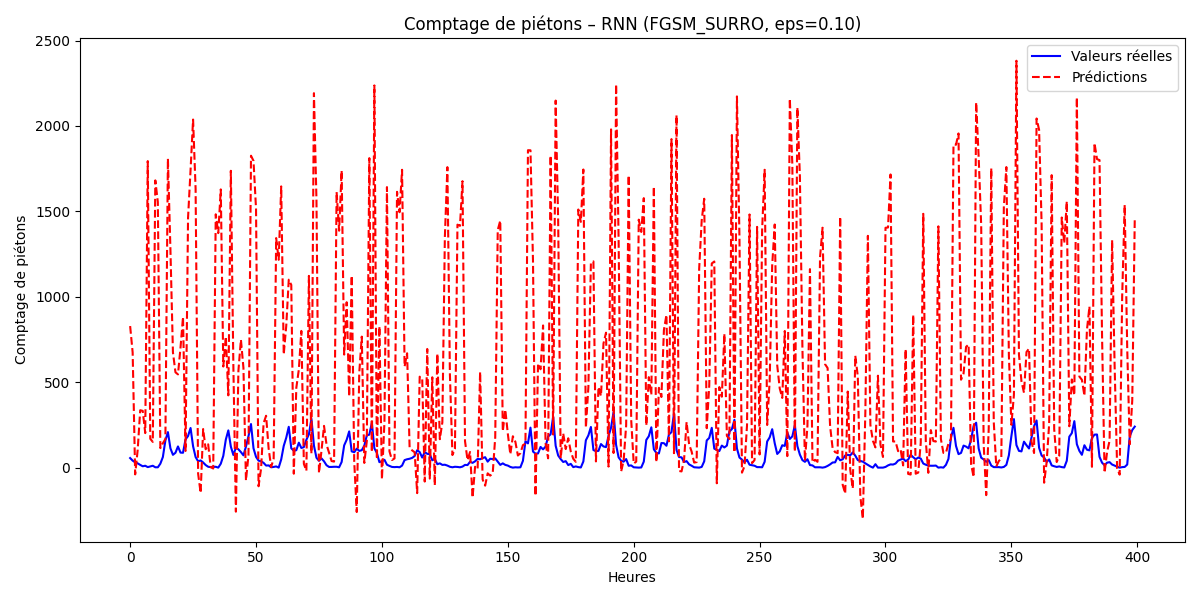 Comptage de piétons – RNN (FGSM_SURRO, eps=0.10)
Valeurs réelles
Prédictions
Comptage de piétons
2500
2000
1500
1000
500
0
0 50 100 150 200 250 300 350 400
Heures